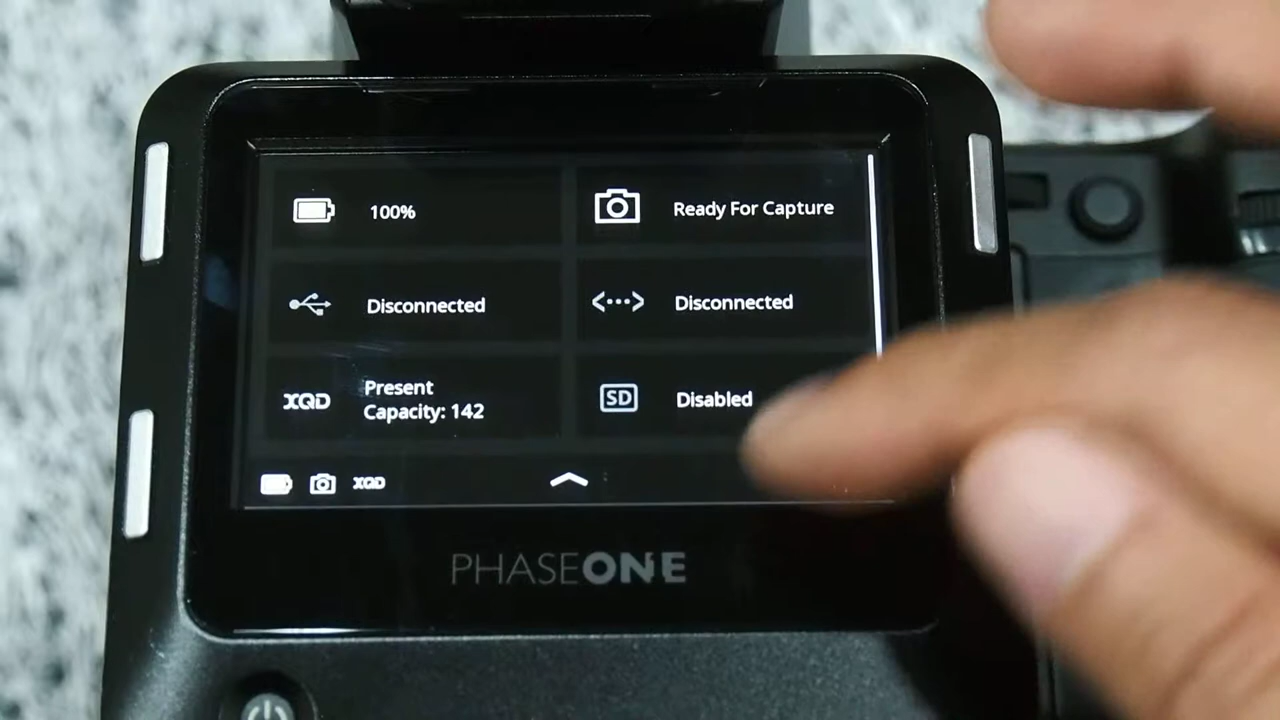 100%
Ready For Capture
Disconnected
Disconnected
XQD
Present
Capacity: 142
SD
Disabled
XQD
PHASEONE